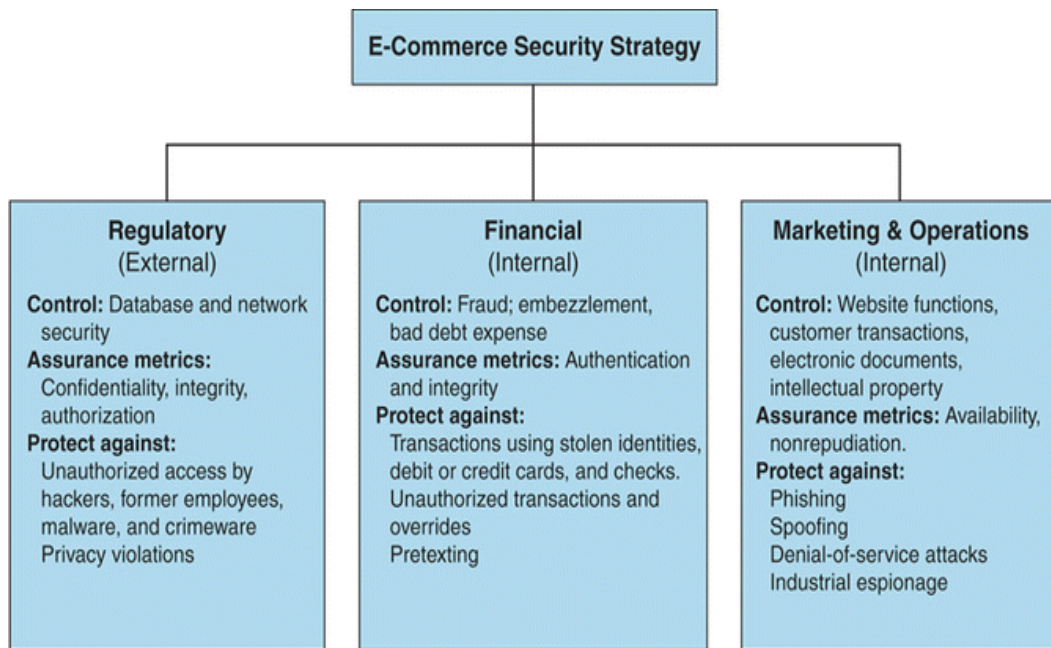 E-Commerce Security Strategy
Regulatory
(External)
Control: Database and network
security
Assurance metrics:
Confidentiality, integrity,
authorization
Protect against:
Unauthorized access by
hackers, former employees,
malware, and crimeware
Privacy violations
Financial
(Internal)
Control: Fraud; embezzlement,
bad debt expense
Assurance metrics: Authentication
and integrity
Protect against:
Transactions using stolen identities,
debit or credit cards, and checks.
Unauthorized transactions and
overrides
Pretexting
Marketing & Operations
(Internal)
Control: Website functions,
customer transactions,
electronic documents,
intellectual property
Assurance metrics: Availability,
nonrepudiation.
Protect against:
Phishing
Spoofing
Denial-of-service attacks
Industrial espionage